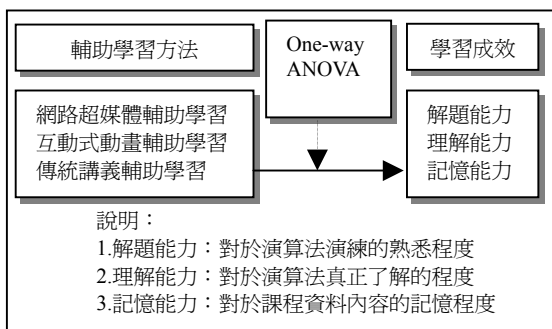 輔助學習方法
One-way
ANOVA
學習成效
網路超媒體輔助學習
互動式動畫輔助學習
傳統講義輔助學習
解題能力
理解能力
記憶能力
說明：
1.解題能力：對於演算法演練的熟悉程度
2.理解能力：對於演算法真正了解的程度
3.記憶能力：對於課程資料內容的記憶程度